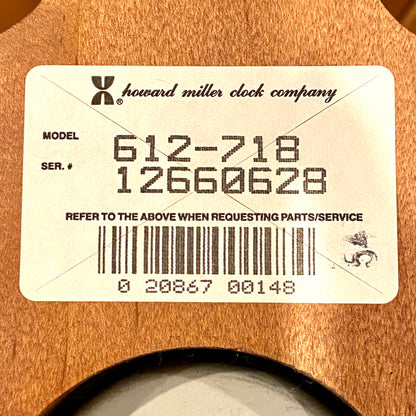 ® howard miller clock company
MODEL 612-718
SER. # 12660628
REFER TO THE ABOVE WHEN REQUESTING PARTS/SERVICE
0 20867 00148